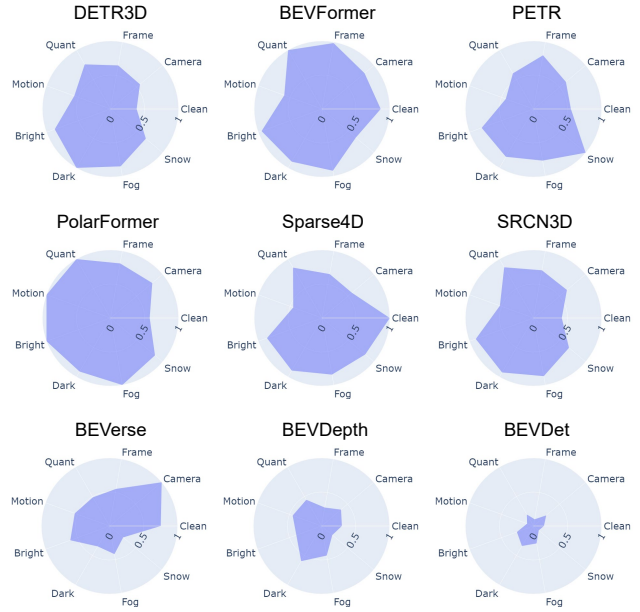 DETR3D BEVFormer PETR
Frame Frame Frame
Quant Camera Quant Camera Quant Camera
Motion Motion Motion
Clean Clean Clean
0 0.5 1 0 0.5 1 0 0.5 1
Bright Bright Bright
Snow Snow Snow
Dark Fog Dark Fog Dark Fog
PolarFormer Sparse4D SRCN3D
Frame Frame Frame
Quant Camera Quant Camera Quant Camera
Motion Motion Motion
Clean Clean Clean
0 0.5 1 0 0.5 1 0 0.5 1
Bright Bright Bright
Snow Snow Snow
Dark Fog Dark Fog Dark Fog
BEVerse BEVDepth BEVDet
Frame Frame Frame
Quant Camera Quant Camera Quant Camera
Motion Motion Motion
Clean Clean Clean
0 0.5 1 0 0.5 1 0 0.5 1
Bright Bright Bright
Snow Snow Snow
Dark Fog Dark Fog Dark Fog